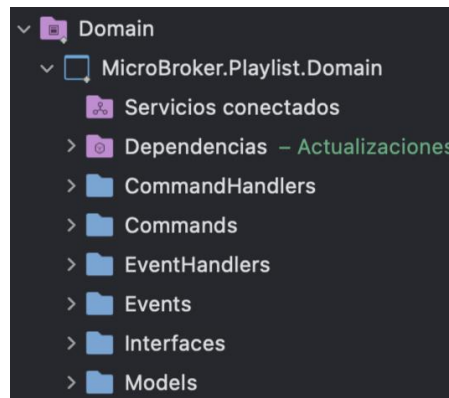 Domain
MicroBroker.Playlist.Domain
Servicios conectados
Dependencias – Actualizaciones
CommandHandlers
Commands
EventHandlers
Events
Interfaces
Models